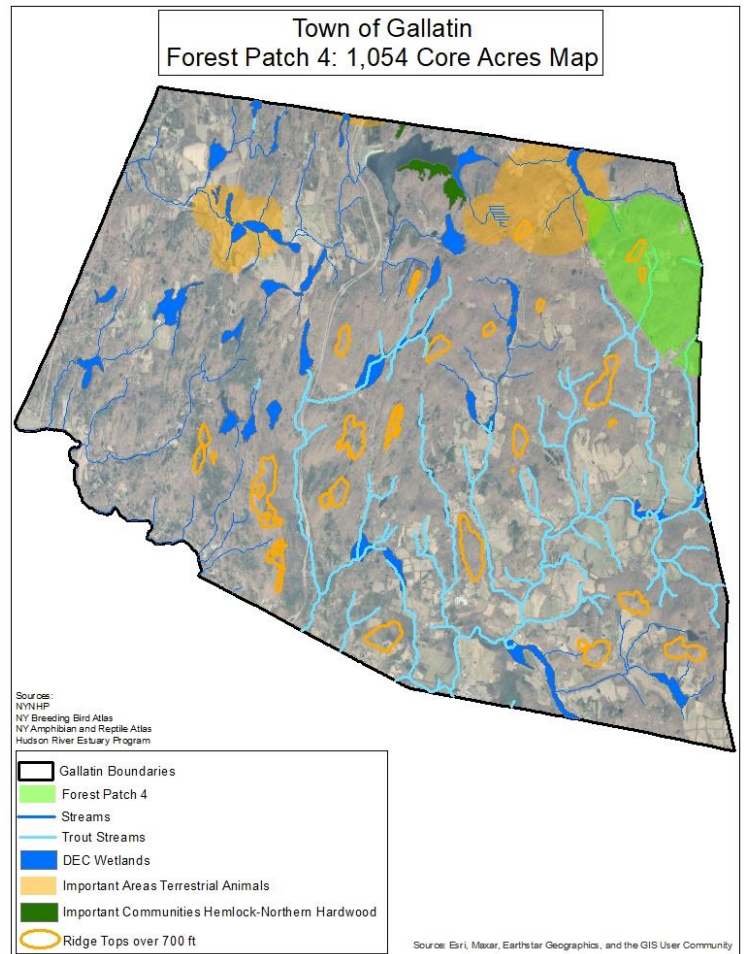 Town of Gallatin
Forest Patch 4: 1,054 Core Acres Map
Sources:
NYNHP
NY Breeding Bird Atlas
NY Amphibian and Reptile Atlas
Hudson River Estuary Program
Gallatin Boundaries
Forest Patch 4
Streams
Trout Streams
DEC Wetlands
Important Areas Terrestrial Animals
Important Communities Hemlock-Northern Hardwood
Ridge Tops over 700 ft
Source: Esri, Maxar, Earthstar Geographics, and the GIS User Community